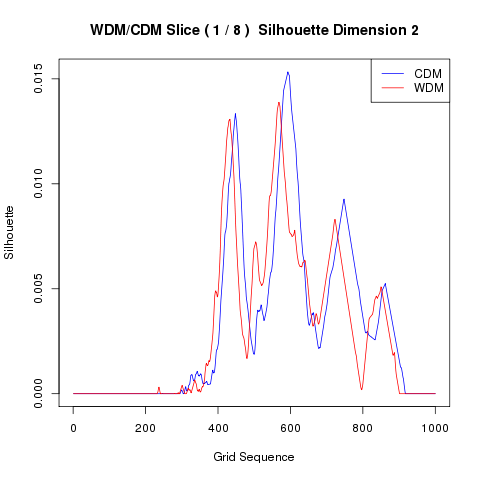 WDM/CDM Slice ( 1 / 8 )  Silhouette Dimension 2
CDM
WDM
0.015
0.010
0.005
0.000
Silhouette
0 200 400 600 800 1000
Grid Sequence